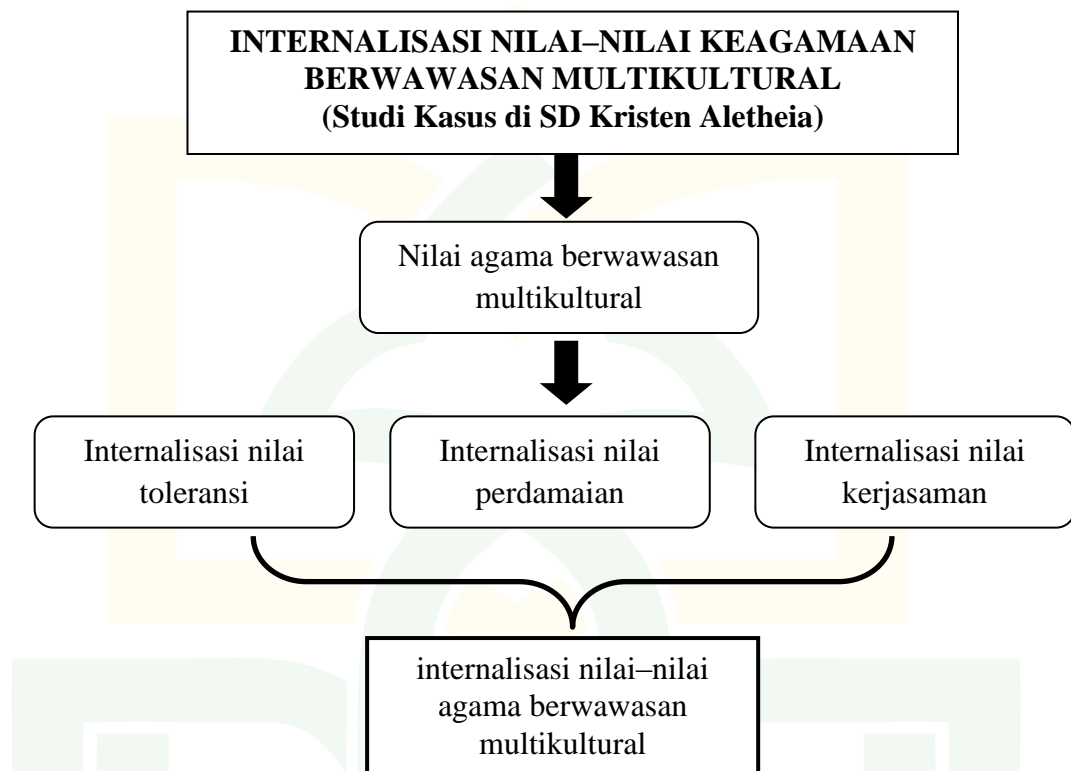 INTERNALISASI NILAI–NILAI KEAGAMAAN
BERWAWASAN MULTIKULTURAL
(Studi Kasus di SD Kristen Aletheia)
Nilai agama berwawasan
multikultural
Internalisasi nilai
toleransi
Internalisasi nilai
perdamaian
Internalisasi nilai
kerjasaman
internalisasi nilai–nilai
agama berwawasan
multikultural